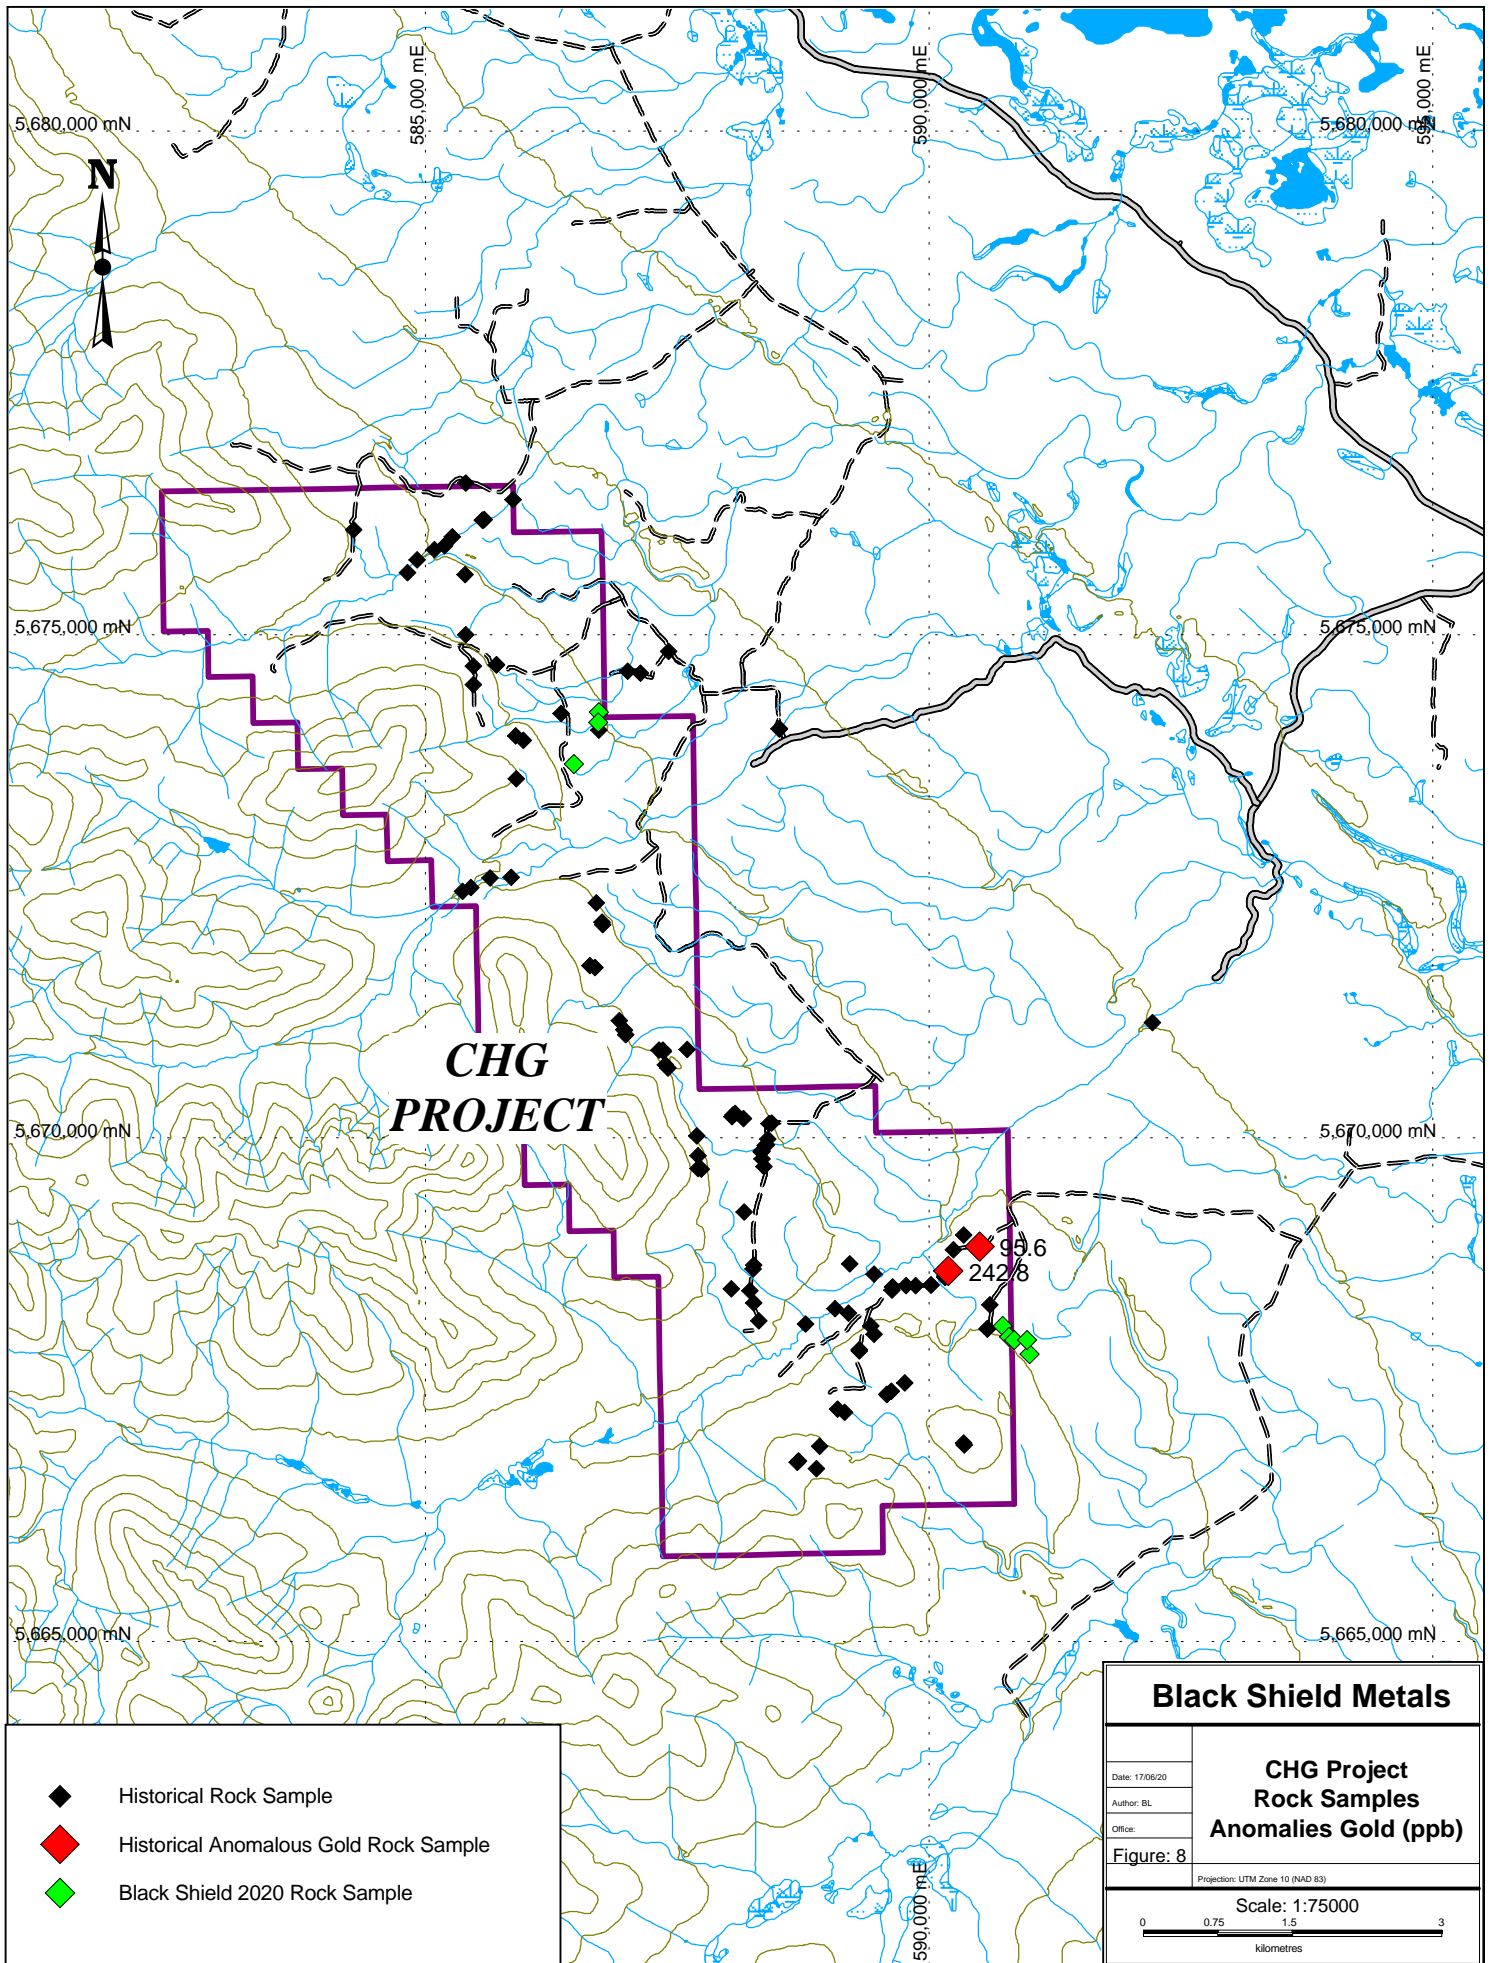 585,000 mE
590,000 mE
595,000 mE
5,680,000 mN
5,680,000 mN
N
5,675,000 mN
5,675,000 mN
CHG
PROJECT
5,670,000 mN
5,670,000 mN
95.6
242.8
5,665,000 mN
5,665,000 mN
590,000 mE
Historical Rock Sample
Historical Anomalous Gold Rock Sample
Black Shield 2020 Rock Sample
Black Shield Metals
Date: 17/06/20
Author: BL
Office:
Figure: 8
CHG Project
Rock Samples
Anomalies Gold (ppb)
Projection: UTM Zone 10 (NAD 83)
Scale: 1:75000
0 0.75 1.5 3
kilometres